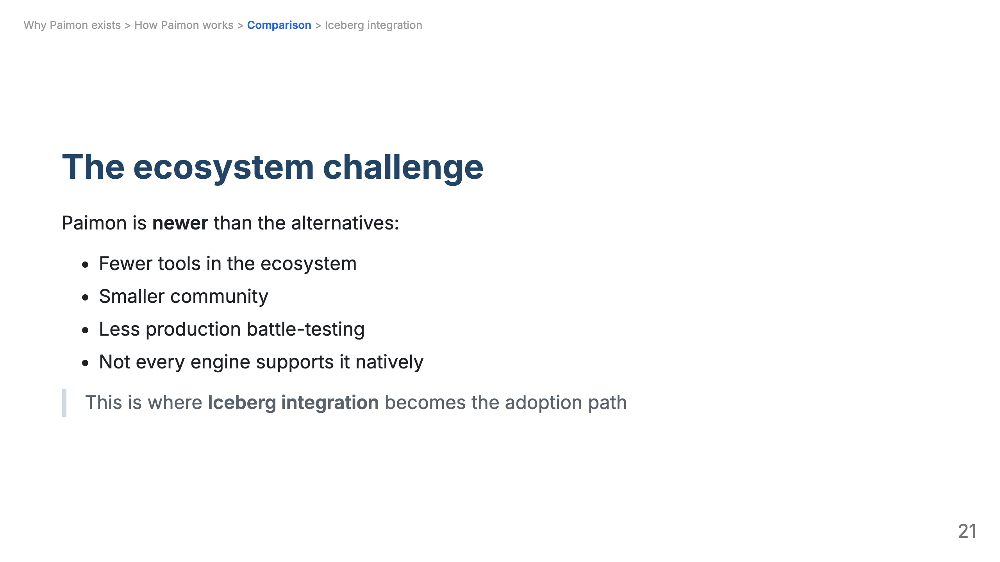 Why Paimon exists > How Paimon works > Comparison > Iceberg integration
The ecosystem challenge
Paimon is newer than the alternatives:
• Fewer tools in the ecosystem
• Smaller community
• Less production battle-testing
• Not every engine supports it natively
This is where Iceberg integration becomes the adoption path
21